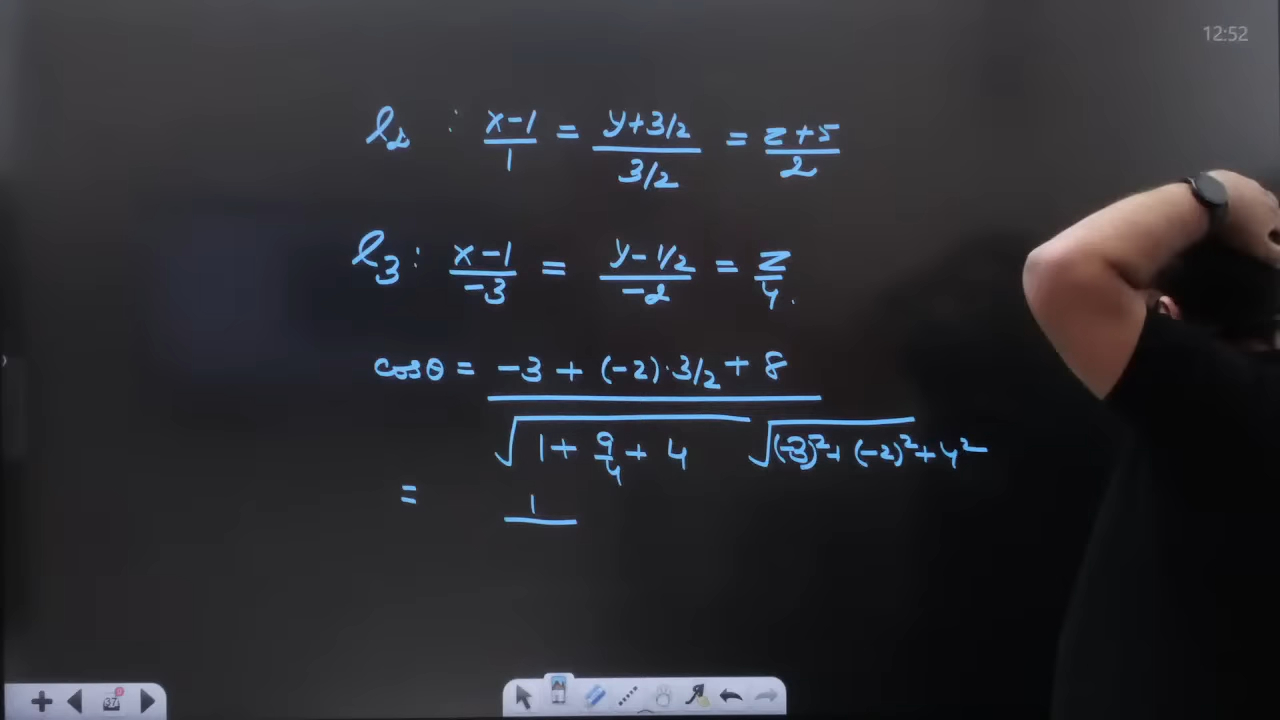 12:52
l₂ : (x-1)/1 = (y+3/2)/(3/2) = (z+5)/2
l₃ : (x-1)/-3 = (y-1/2)/-2 = z/4.
cosθ = (-3 + (-2)·3/2 + 8)/(√(1 + 9/4 + 4) √((-3)²+(-2)²+4²))
= 1/
37